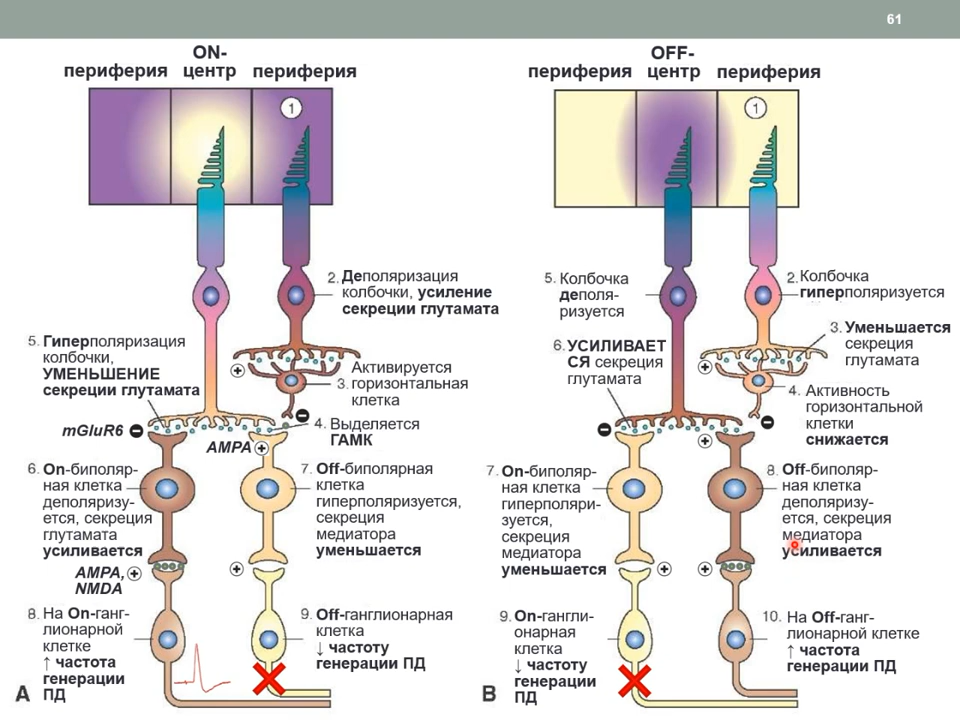 61
ON-
периферия центр периферия
1
2. Деполяризация
колбочки, усиление
секреции глутамата
5. Гиперполяризация
колбочки,
УМЕНЬШЕНИЕ
секреции глутамата
+
Активируется
3. горизонтальная
клетка
−
4. Выделяется
ГАМК
mGluR6 −
AMPA +
6. On-биполяр-
ная клетка
деполяризу-
ется, секреция
глутамата
усиливается
7. Off-биполярная
клетка
гиперполяризуется,
секреция
медиатора
уменьшается
AMPA, +
NMDA
+
8. На On-ганг-
лионарной
клетке
↑ частота
генерации
ПД
9. Off-ганглионарная
клетка
↓ частоту
генерации ПД
А
OFF-
периферия центр периферия
1
5. Колбочка
деполя-
ризуется
2. Колбочка
гиперполяризуется
3. Уменьшается
секреция
глутамата
6. УСИЛИВАЕТ
СЯ секреция
глутамата
+
4. Активность
горизонтальной
клетки
снижается
−
−
+
7. On-биполяр-
ная клетка
гиперполяри-
зуется,
секреция
медиатора
уменьшается
8. Off-биполяр-
ная клетка
деполяризу-
ется, секреция
медиатора
усиливается
+
+
9. On-гангли-
онарная
клетка
↓ частоту
генерации
ПД
10. На Off-ганг-
лионарной клетке
↑ частота
генерации ПД
В